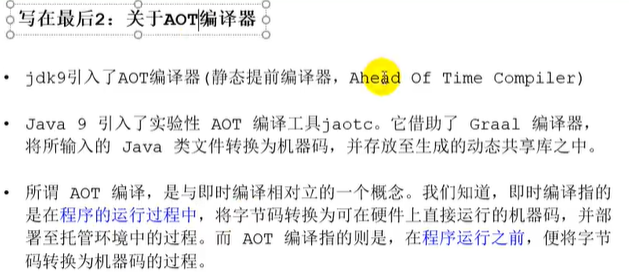 写在最后2：关于AOT编译器
• jdk9引入了AOT编译器(静态提前编译器，Ahead Of Time Compiler)
• Java 9 引入了实验性 AOT 编译工具jaotc。它借助了 Graal 编译器，
将所输入的 Java 类文件转换为机器码，并存放至生成的动态共享库之中。
• 所谓 AOT 编译，是与即时编译相对立的一个概念。我们知道，即时编译指的
是在程序的运行过程中，将字节码转换为可在硬件上直接运行的机器码，并部
署至托管环境中的过程。而 AOT 编译指的则是，在程序运行之前，便将字节
码转换为机器码的过程。